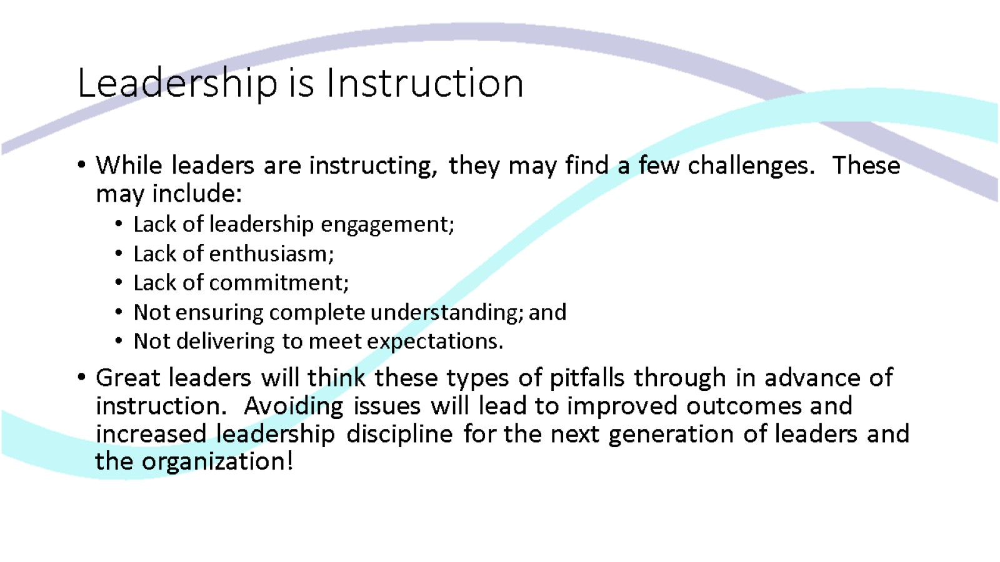 Leadership is Instruction
• While leaders are instructing, they may find a few challenges.  These
may include:
• Lack of leadership engagement;
• Lack of enthusiasm;
• Lack of commitment;
• Not ensuring complete understanding; and
• Not delivering to meet expectations.
• Great leaders will think these types of pitfalls through in advance of
instruction.  Avoiding issues will lead to improved outcomes and
increased leadership discipline for the next generation of leaders and
the organization!